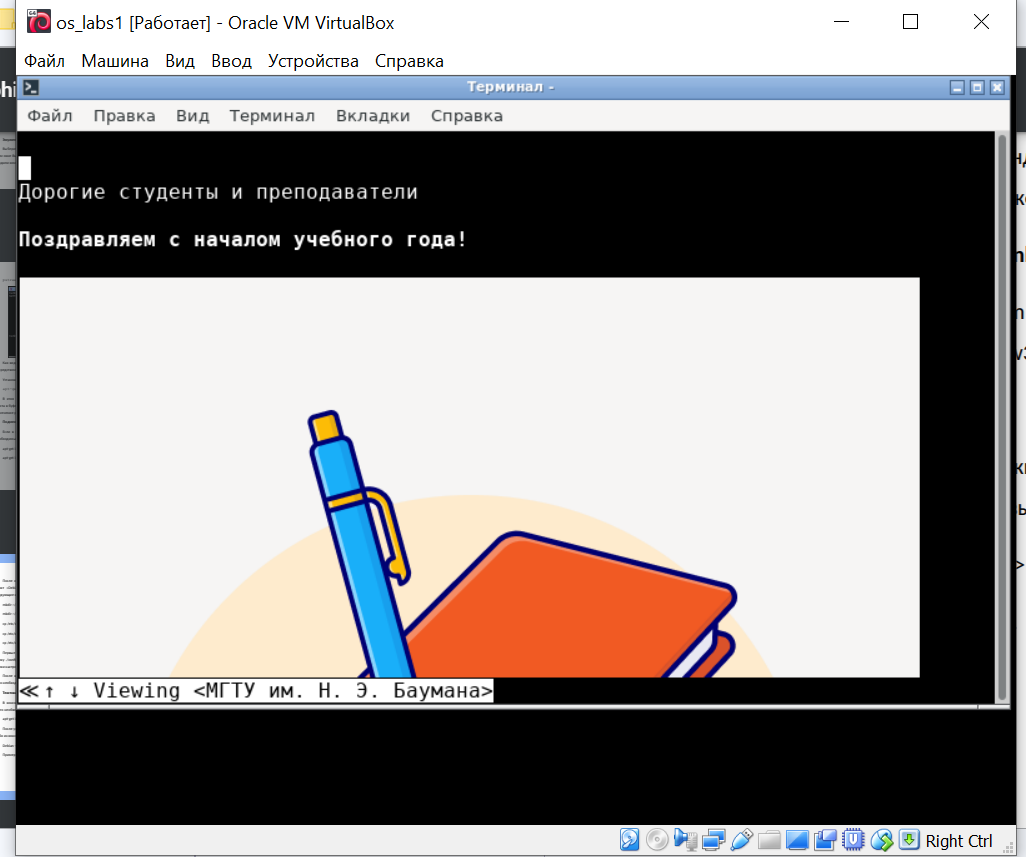 os_labs1 [Работает] - Oracle VM VirtualBox
Файл Машина Вид Ввод Устройства Справка
Терминал -
Файл Правка Вид Терминал Вкладки Справка
Дорогие студенты и преподаватели
Поздравляем с началом учебного года!
≪↑ ↓ Viewing <МГТУ им. Н. Э. Баумана>
Right Ctrl